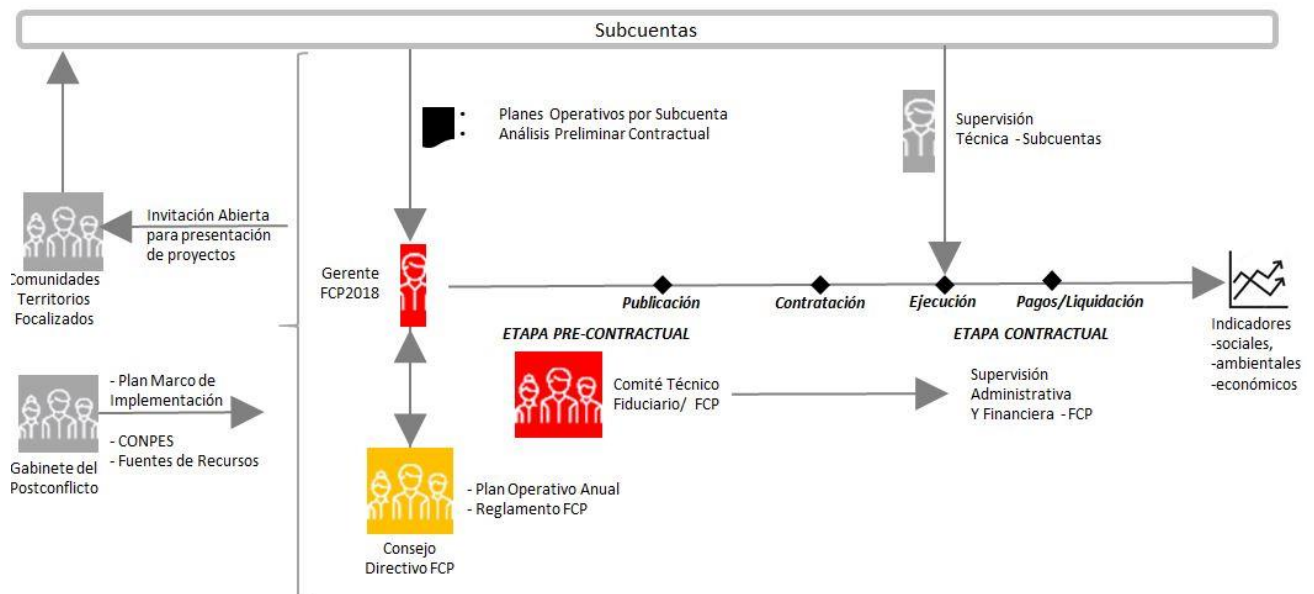 Subcuentas
• Planes Operativos por Subcuenta
• Análisis Preliminar Contractual
Supervisión
Técnica - Subcuentas
Invitación Abierta
para presentación
de proyectos
Comunidades
Territorios
Focalizados
Gerente
FCP2018
Publicación
Contratación
Ejecución
Pagos/Liquidación
ETAPA PRE-CONTRACTUAL
ETAPA CONTRACTUAL
Indicadores
-sociales,
-ambientales
-económicos
Comité Técnico
Fiduciario/ FCP
Supervisión
Administrativa
Y Financiera - FCP
- Plan Marco de
Implementación
- CONPES
- Fuentes de Recursos
Gabinete del
Postconflicto
- Plan Operativo Anual
- Reglamento FCP
Consejo
Directivo FCP